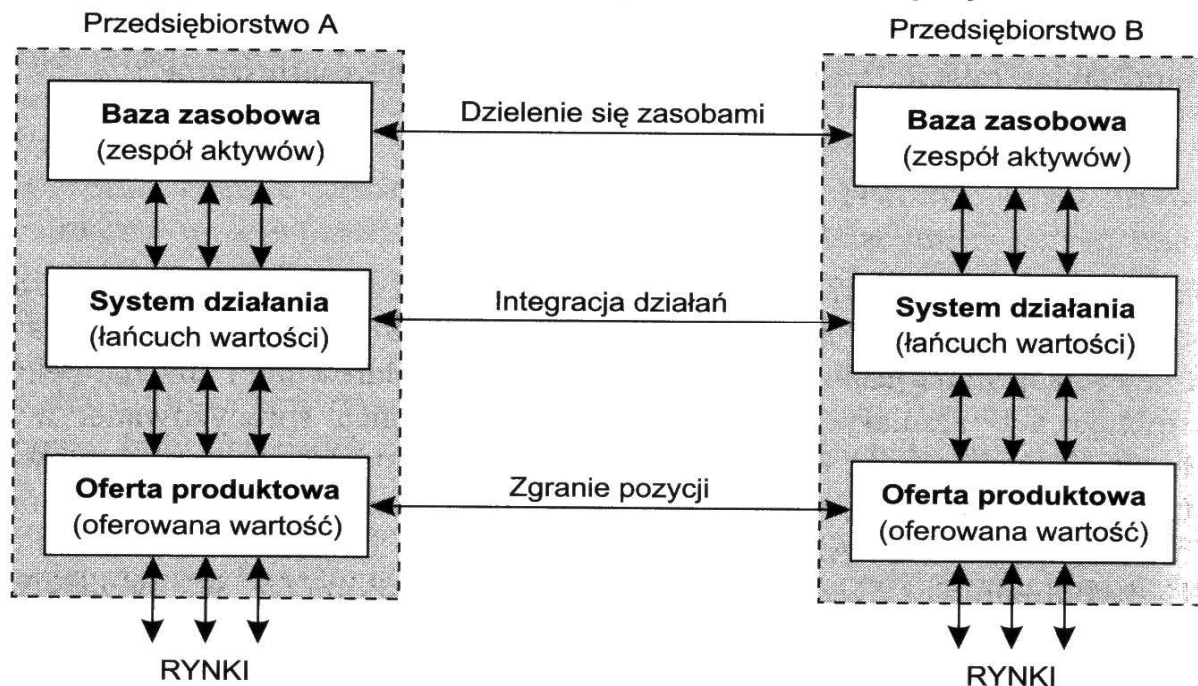 Przedsiębiorstwo A
Przedsiębiorstwo B
Baza zasobowa
(zespół aktywów)
Dzielenie się zasobami
Baza zasobowa
(zespół aktywów)
System działania
(łańcuch wartości)
Integracja działań
System działania
(łańcuch wartości)
Oferta produktowa
(oferowana wartość)
Zgranie pozycji
Oferta produktowa
(oferowana wartość)
RYNKI
RYNKI